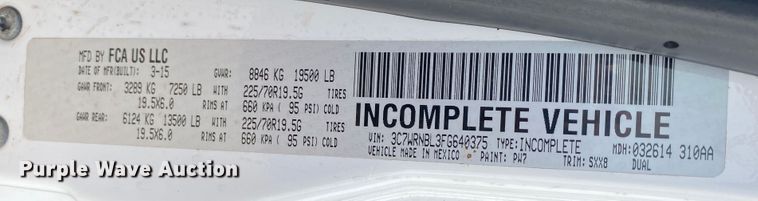 MFD BY FCA US LLC
DATE OF MFR(BUILT): 3-15 GVWR: 8846 KG 19500 LB
GAWR FRONT: 3289 KG 7250 LB WITH 225/70R19.5G TIRES
19.5X6.0 RIMS AT 660 KPA ( 95 PSI) COLD
GAWR REAR: 6124 KG 13500 LB WITH 225/70R19.5G TIRES
19.5X6.0 RIMS AT 660 KPA ( 95 PSI) COLD
INCOMPLETE VEHICLE
VIN: 3C7WRNBL3FG640375 TYPE: INCOMPLETE MDH: 032614 310AA
VEHICLE MADE IN MEXICO PAINT: PW7 TRIM: SXX8 DUAL
Purple Wave Auction
Purple Wave Auction